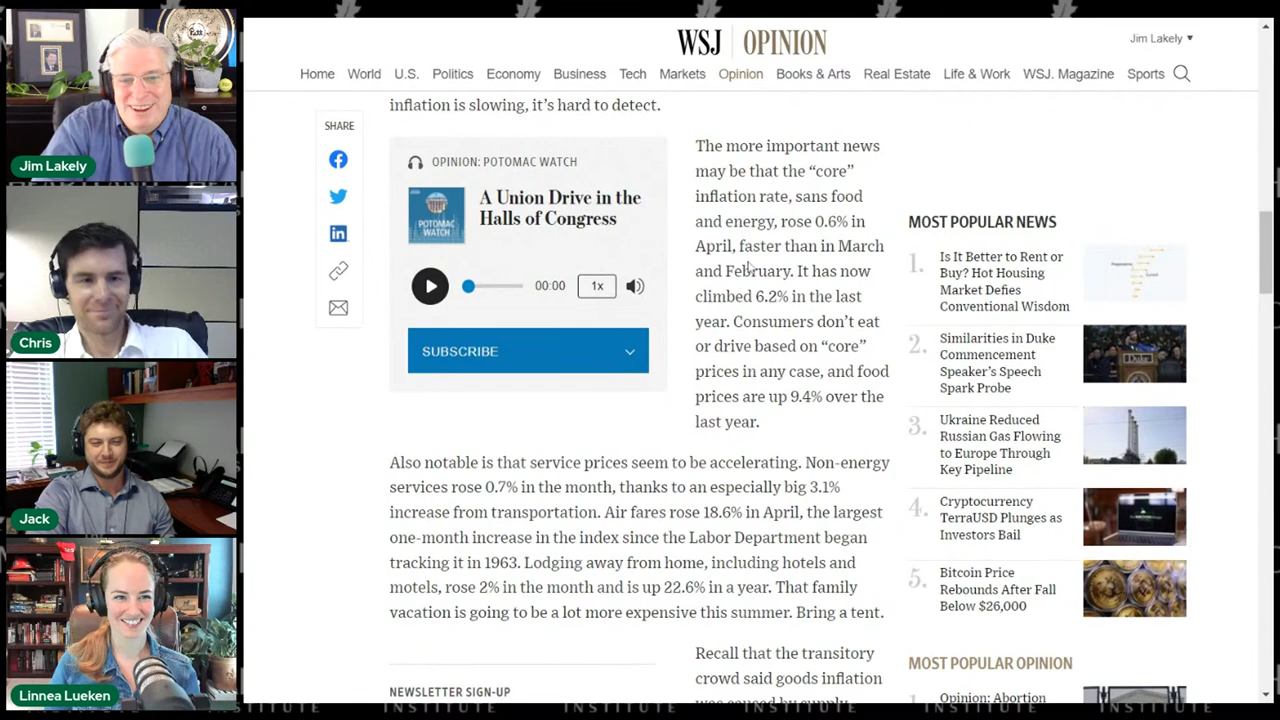 Jim Lakely
Chris
Jack
Linnea Lueken
WSJ OPINION
Jim Lakely ▼
Home World U.S. Politics Economy Business Tech Markets Opinion Books & Arts Real Estate Life & Work WSJ. Magazine Sports
inflation is slowing, it’s hard to detect.
SHARE
OPINION: POTOMAC WATCH
POTOMAC
WATCH
A Union Drive in the
Halls of Congress
00:00
1x
SUBSCRIBE
The more important news
may be that the “core”
inflation rate, sans food
and energy, rose 0.6% in
April, faster than in March
and February. It has now
climbed 6.2% in the last
year. Consumers don’t eat
or drive based on “core”
prices in any case, and food
prices are up 9.4% over the
last year.
Also notable is that service prices seem to be accelerating. Non-energy
services rose 0.7% in the month, thanks to an especially big 3.1%
increase from transportation. Air fares rose 18.6% in April, the largest
one-month increase in the index since the Labor Department began
tracking it in 1963. Lodging away from home, including hotels and
motels, rose 2% in the month and is up 22.6% in a year. That family
vacation is going to be a lot more expensive this summer. Bring a tent.
NEWSLETTER SIGN-UP
Recall that the transitory
crowd said goods inflation
MOST POPULAR NEWS
1.
Is It Better to Rent or
Buy? Hot Housing
Market Defies
Conventional Wisdom
2.
Similarities in Duke
Commencement
Speaker’s Speech
Spark Probe
3.
Ukraine Reduced
Russian Gas Flowing
to Europe Through
Key Pipeline
4.
Cryptocurrency
TerraUSD Plunges as
Investors Bail
5.
Bitcoin Price
Rebounds After Fall
Below $26,000
MOST POPULAR OPINION
Opinion: Abortion
INSTITUTE